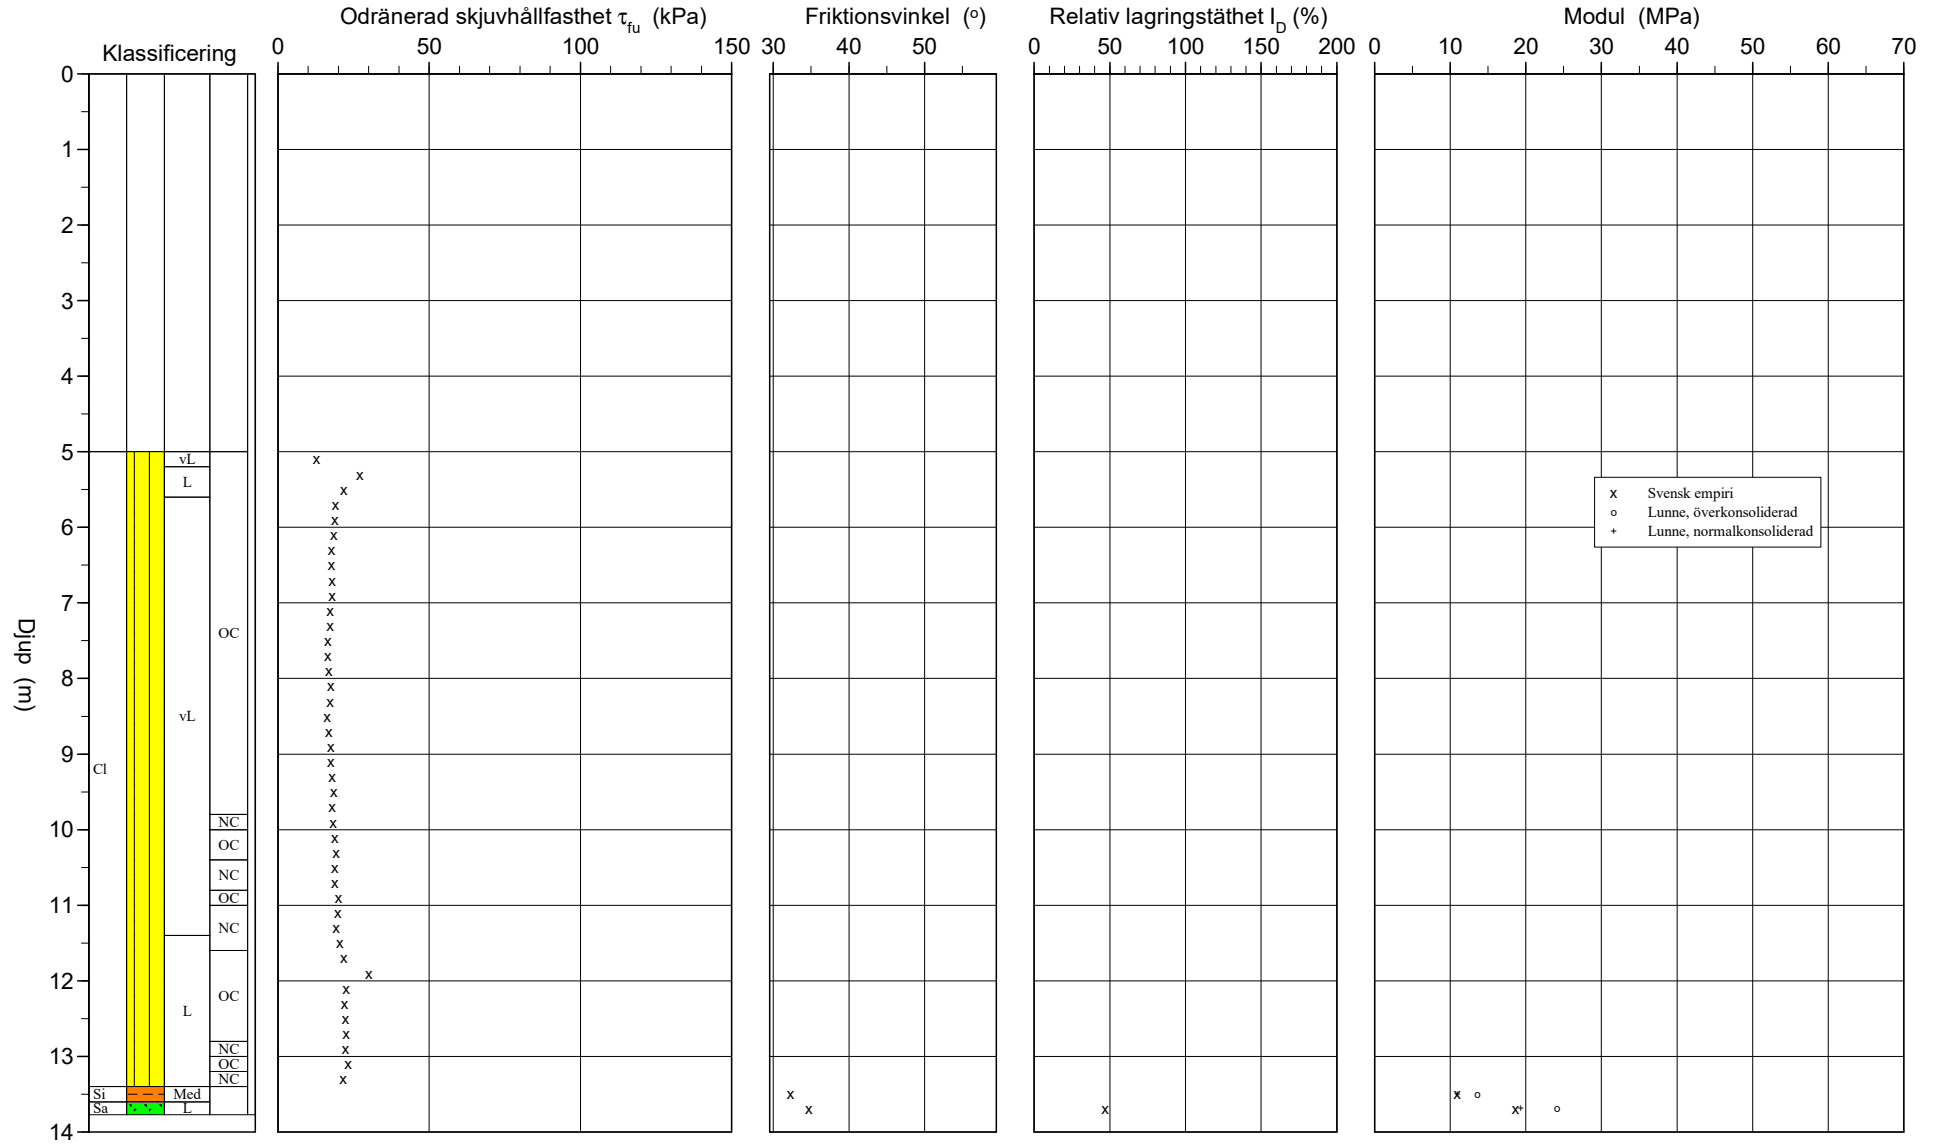 Odränerad skjuvhållfasthet τfu (kPa)
Friktionsvinkel (o)
Relativ lagringstäthet ID (%)
Modul (MPa)
Klassificering
0 50 100 150
30 40 50
0 50 100 150 200
0 10 20 30 40 50 60 70
Djup (m)
0
1
2
3
4
5
6
7
8
9
10
11
12
13
14
Cl
Si
Sa
vL
L
vL
L
Med
L
OC
NC
OC
NC
OC
NC
OC
NC
OC
NC
x Svensk empiri
o Lunne, överkonsoliderad
+ Lunne, normalkonsoliderad